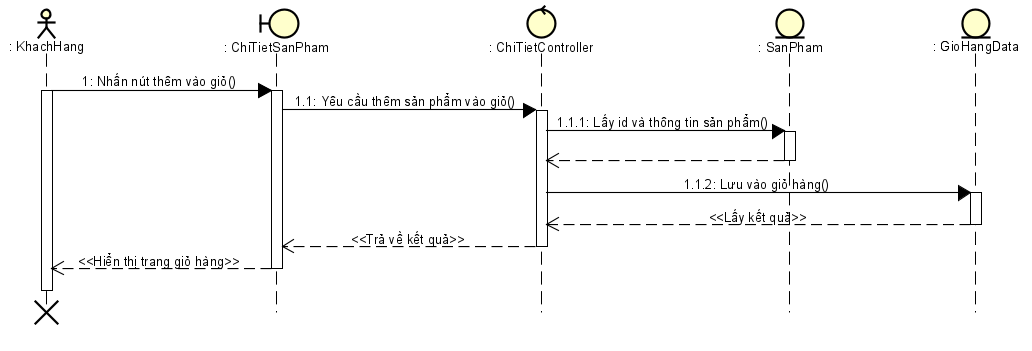 : KhachHang
: ChiTietSanPham
: ChiTietController
: SanPham
: GioHangData
1: Nhấn nút thêm vào giỏ()
1.1: Yêu cầu thêm sản phẩm vào giỏ()
1.1.1: Lấy id và thông tin sản phẩm()
1.1.2: Lưu vào giỏ hàng()
<<Lấy kết quả>>
<<Trả về kết quả>>
<<Hiển thị trang giỏ hàng>>